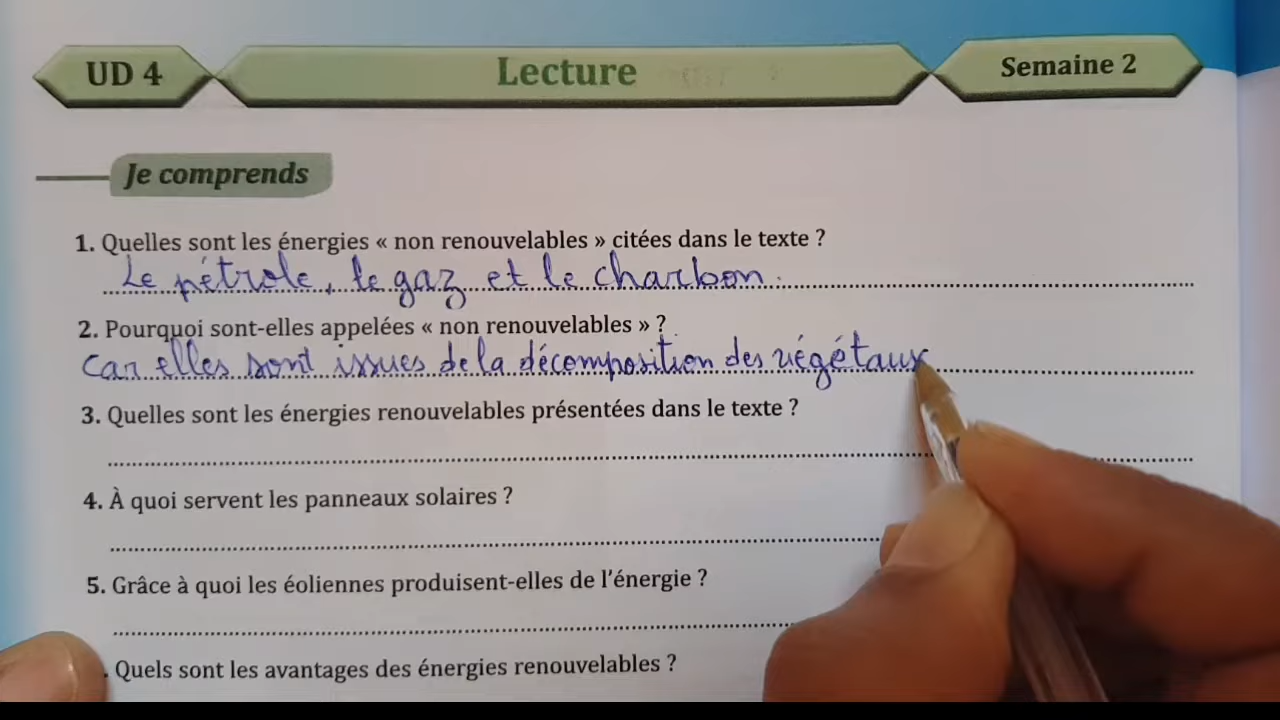 UD 4
Lecture
Semaine 2
Je comprends
1. Quelles sont les énergies « non renouvelables » citées dans le texte ?
Le pétrole, le gaz et le charbon.
2. Pourquoi sont-elles appelées « non renouvelables » ?
Car elles sont issues de la décomposition des végétaux
3. Quelles sont les énergies renouvelables présentées dans le texte ?
4. À quoi servent les panneaux solaires ?
5. Grâce à quoi les éoliennes produisent-elles de l'énergie ?
. Quels sont les avantages des énergies renouvelables ?